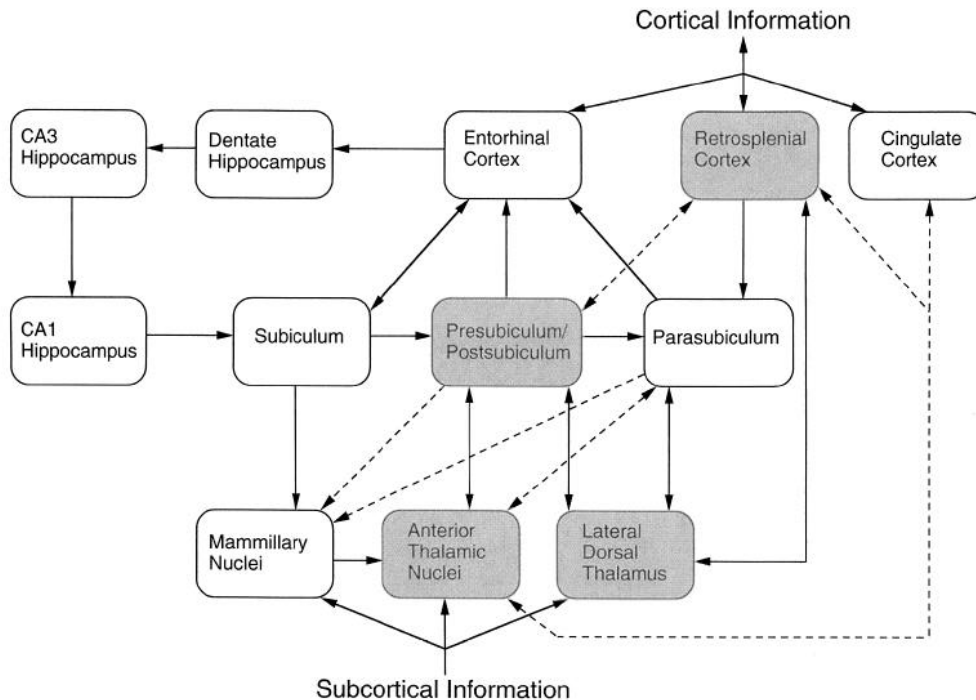 Cortical Information
CA3
Hippocampus
Dentate
Hippocampus
Entorhinal
Cortex
Retrosplenial
Cortex
Cingulate
Cortex
CA1
Hippocampus
Subiculum
Presubiculum/
Postsubiculum
Parasubiculum
Mammillary
Nuclei
Anterior
Thalamic
Nuclei
Lateral
Dorsal
Thalamus
Subcortical Information